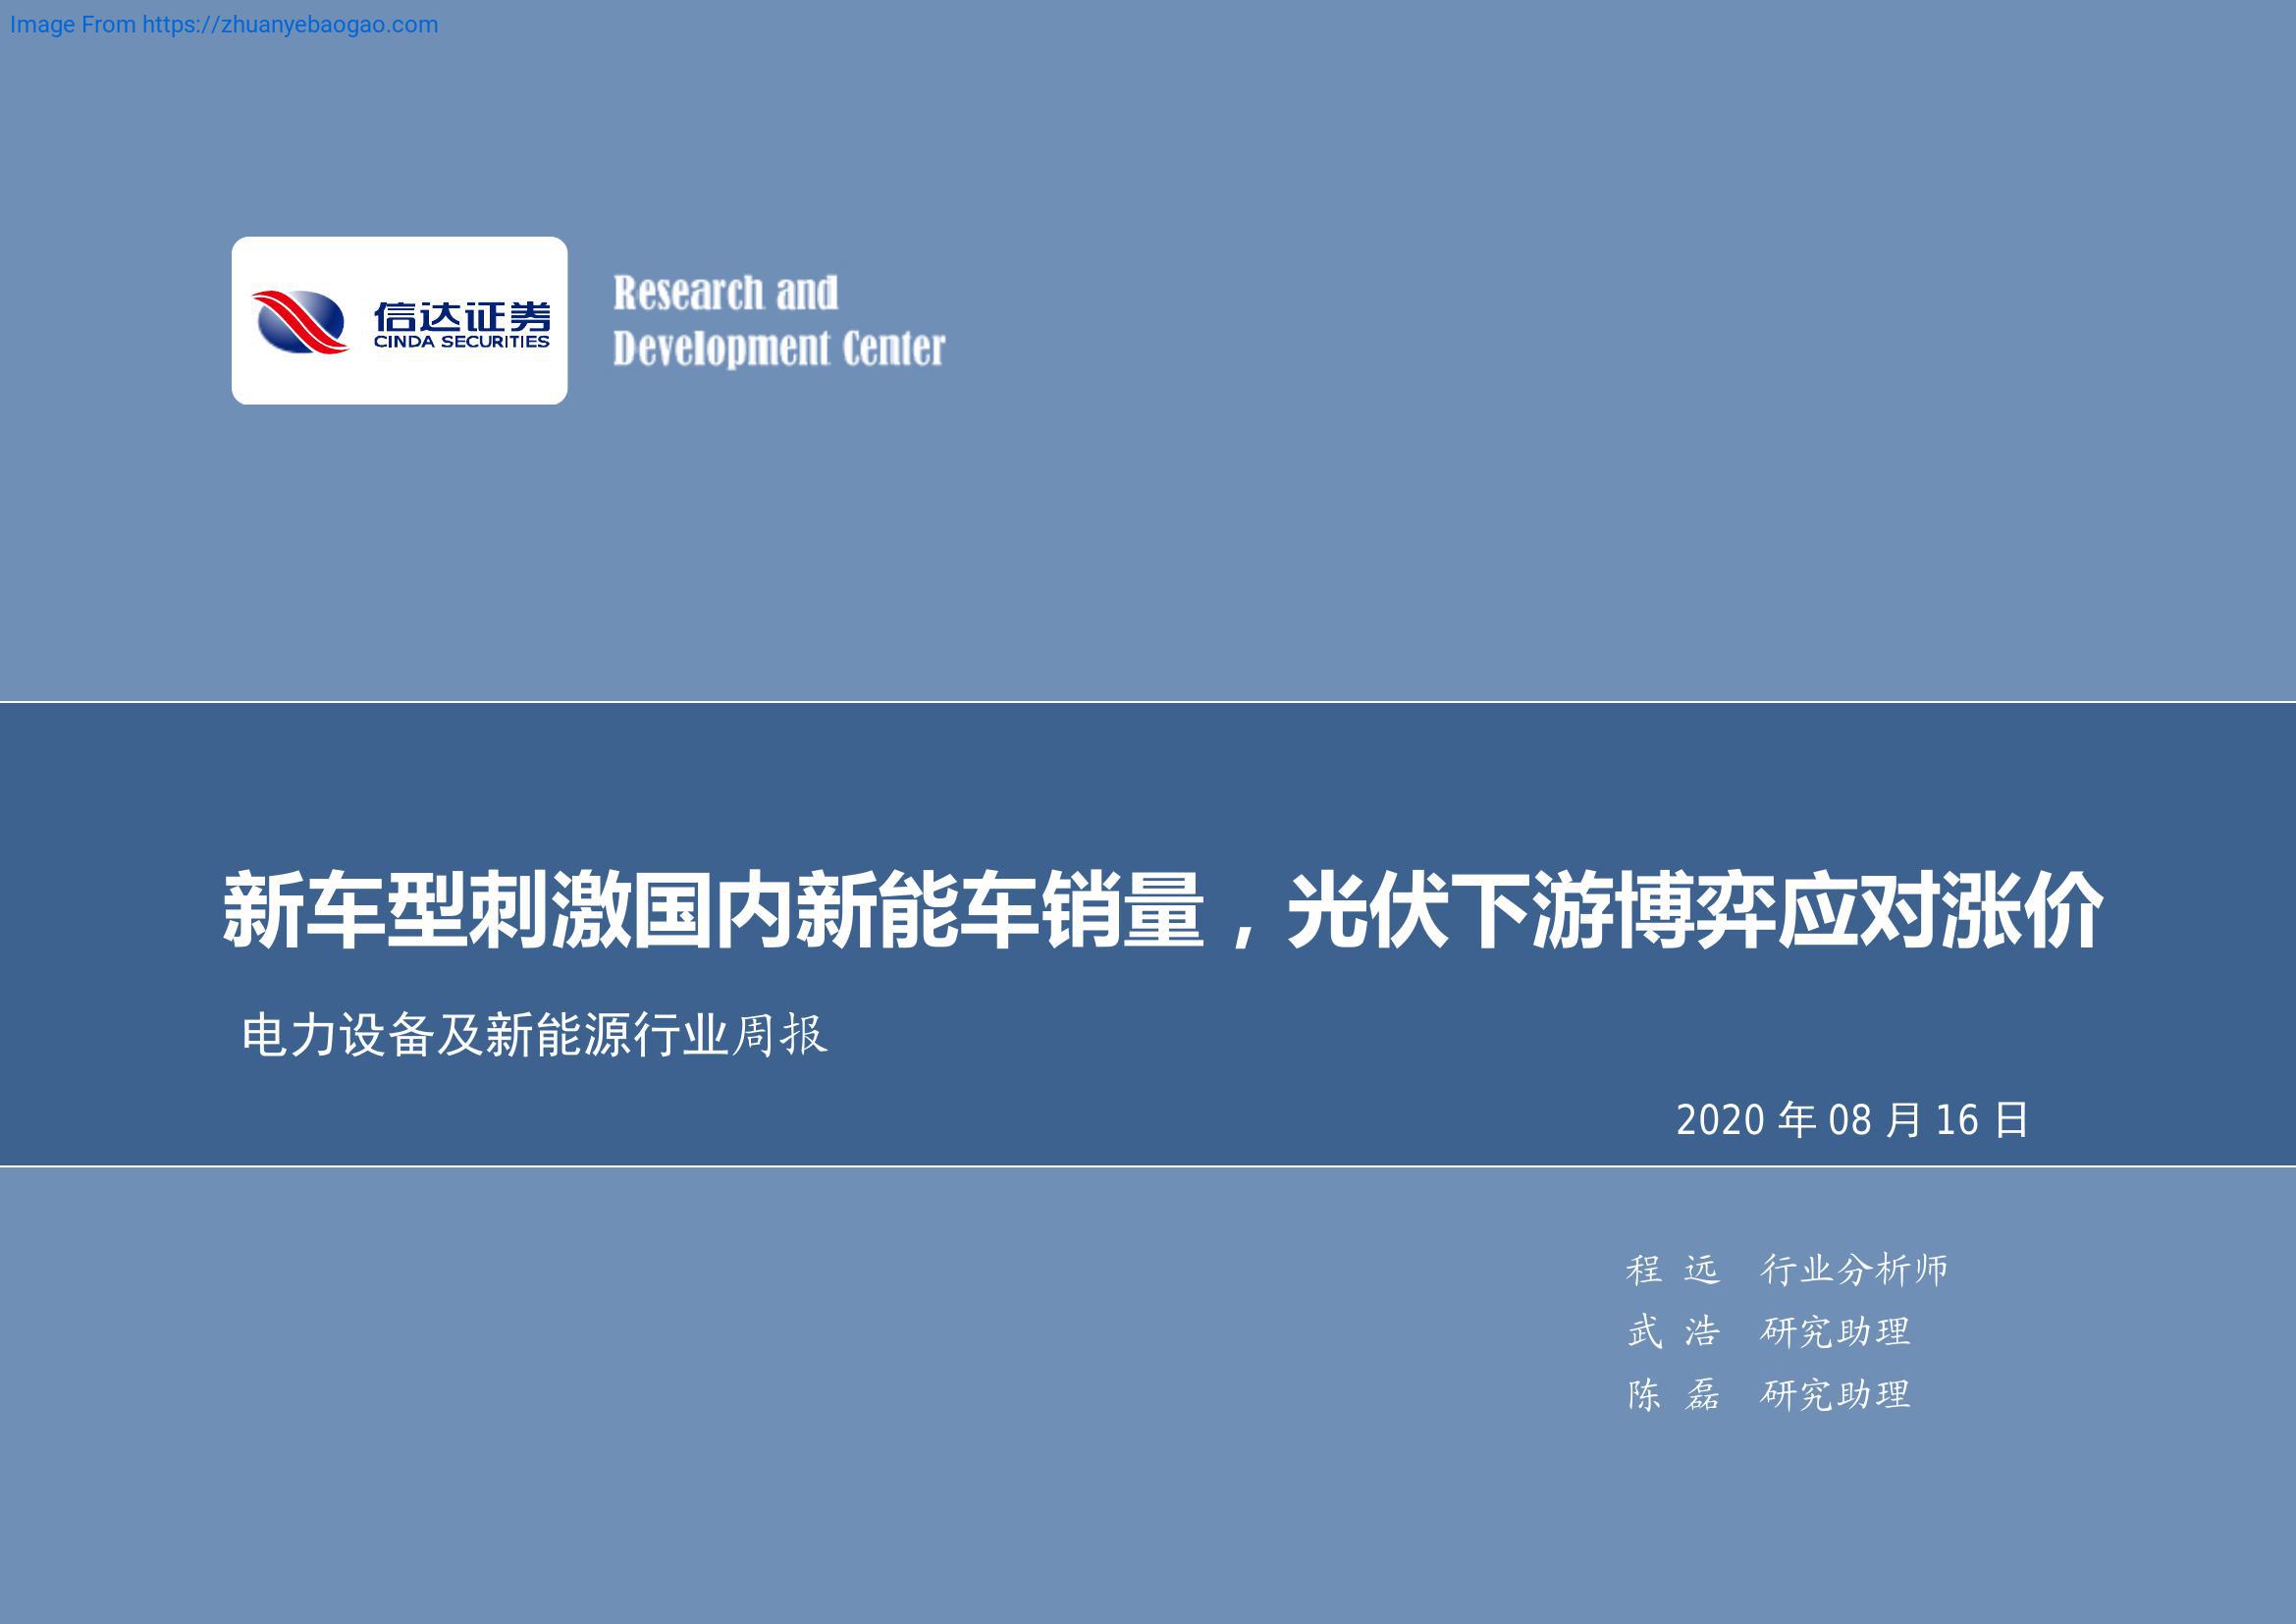 Image From https://zhuanyebaogao.com
信达证券
CINDA SECURITIES
Research and
Development Center
新车型刺激国内新能车销量，光伏下游博弈应对涨价
电力设备及新能源行业周报
2020 年 08 月 16 日
程 远 行业分析师
武 浩 研究助理
陈 磊 研究助理